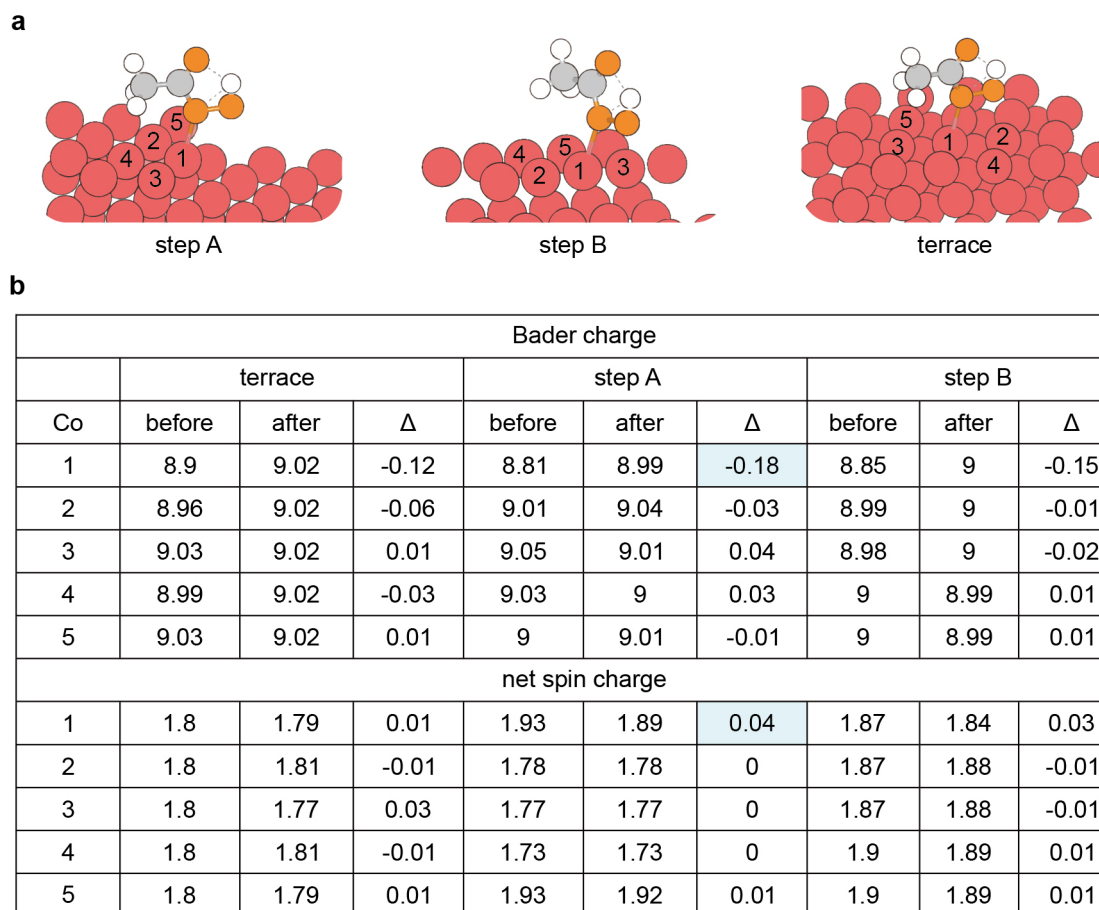 a
5
2
4
1
3
step A
4
5
2
1
3
step B
5
3
1
2
4
terrace
b
Bader charge
terrace step A step B
Co before after Δ before after Δ before after Δ
1 8.9 9.02 -0.12 8.81 8.99 -0.18 8.85 9 -0.15
2 8.96 9.02 -0.06 9.01 9.04 -0.03 8.99 9 -0.01
3 9.03 9.02 0.01 9.05 9.01 0.04 8.98 9 -0.02
4 8.99 9.02 -0.03 9.03 9 0.03 9 8.99 0.01
5 9.03 9.02 0.01 9 9.01 -0.01 9 8.99 0.01
net spin charge
1 1.8 1.79 0.01 1.93 1.89 0.04 1.87 1.84 0.03
2 1.8 1.81 -0.01 1.78 1.78 0 1.87 1.88 -0.01
3 1.8 1.77 0.03 1.77 1.77 0 1.87 1.88 -0.01
4 1.8 1.81 -0.01 1.73 1.73 0 1.9 1.89 0.01
5 1.8 1.79 0.01 1.93 1.92 0.01 1.9 1.89 0.01